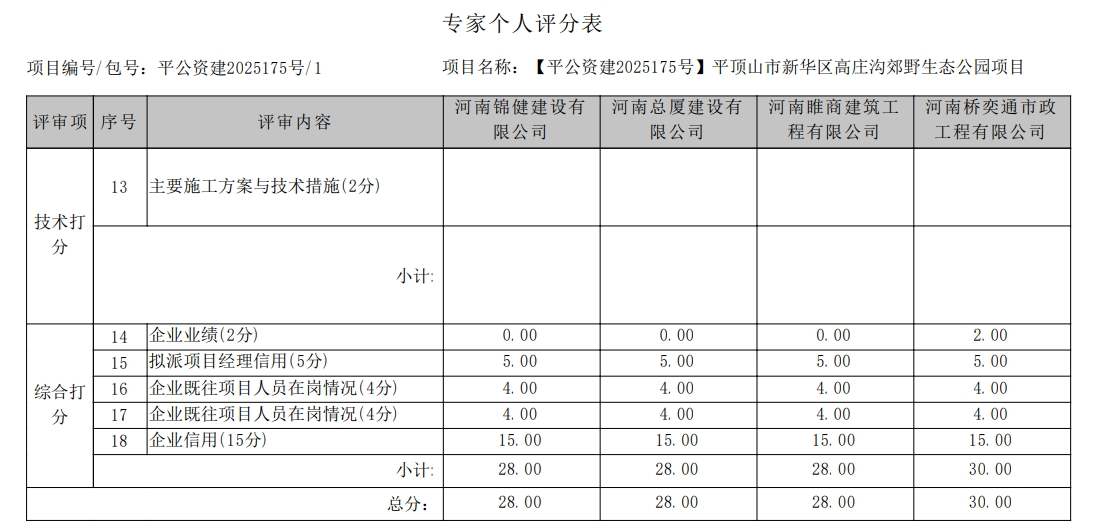 专家个人评分表
项目编号/包号：平公资建2025175号/1 项目名称：【平公资建2025175号】平顶山市新华区高庄沟郊野生态公园项目
评审项 序号 评审内容 河南锦健建设有限公司 河南总厦建设有限公司 河南睢商建筑工程有限公司 河南桥奕通市政工程有限公司
技术打分
13 主要施工方案与技术措施(2分)
小计:
综合打分
14 企业业绩(2分) 0.00 0.00 0.00 2.00
15 拟派项目经理信用(5分) 5.00 5.00 5.00 5.00
16 企业既往项目人员在岗情况(4分) 4.00 4.00 4.00 4.00
17 企业既往项目人员在岗情况(4分) 4.00 4.00 4.00 4.00
18 企业信用(15分) 15.00 15.00 15.00 15.00
小计: 28.00 28.00 28.00 30.00
总分: 28.00 28.00 28.00 30.00